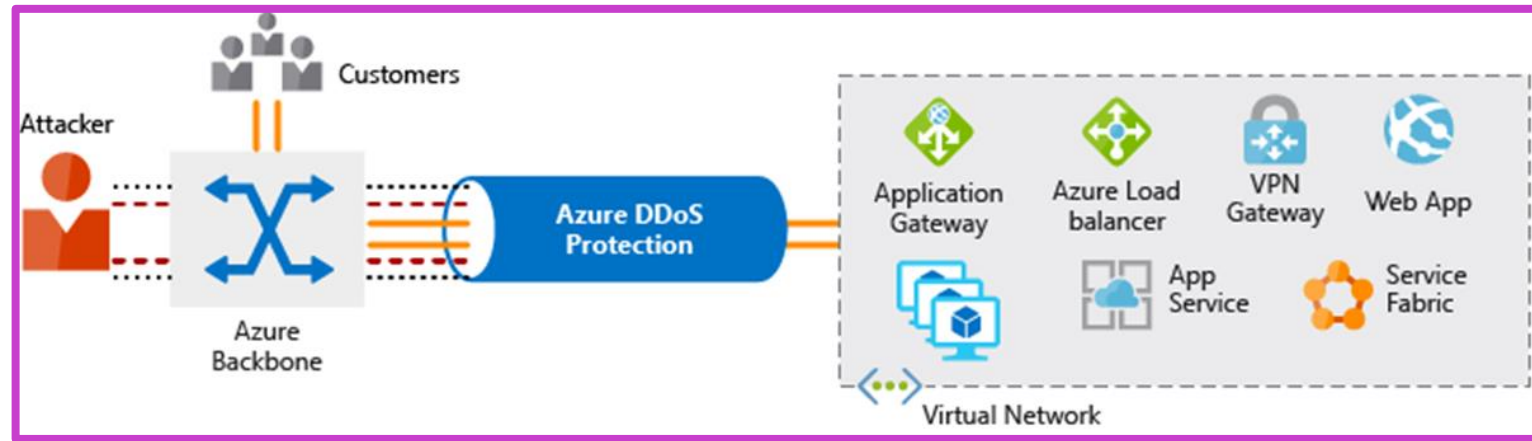 Customers
Attacker
Azure DDoS
Protection
Azure
Backbone
Application
Gateway
Azure Load
balancer
VPN
Gateway
Web App
App
Service
Service
Fabric
Virtual Network